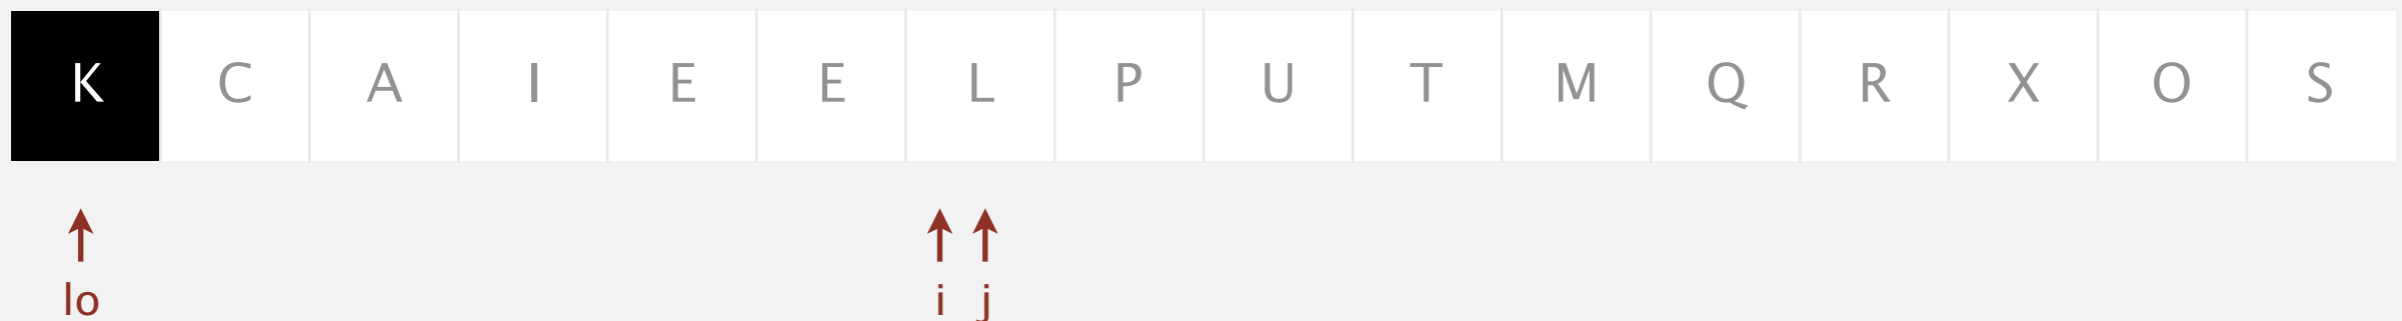 K C A I E E L P U T M Q R X O S
lo i j